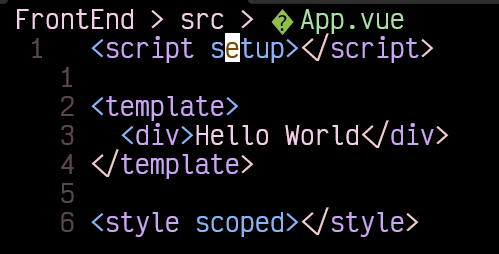 FrontEnd > src > � App.vue
1 <script setup></script>
1
2 <template>
3 <div>Hello World</div>
4 </template>
5
6 <style scoped></style>